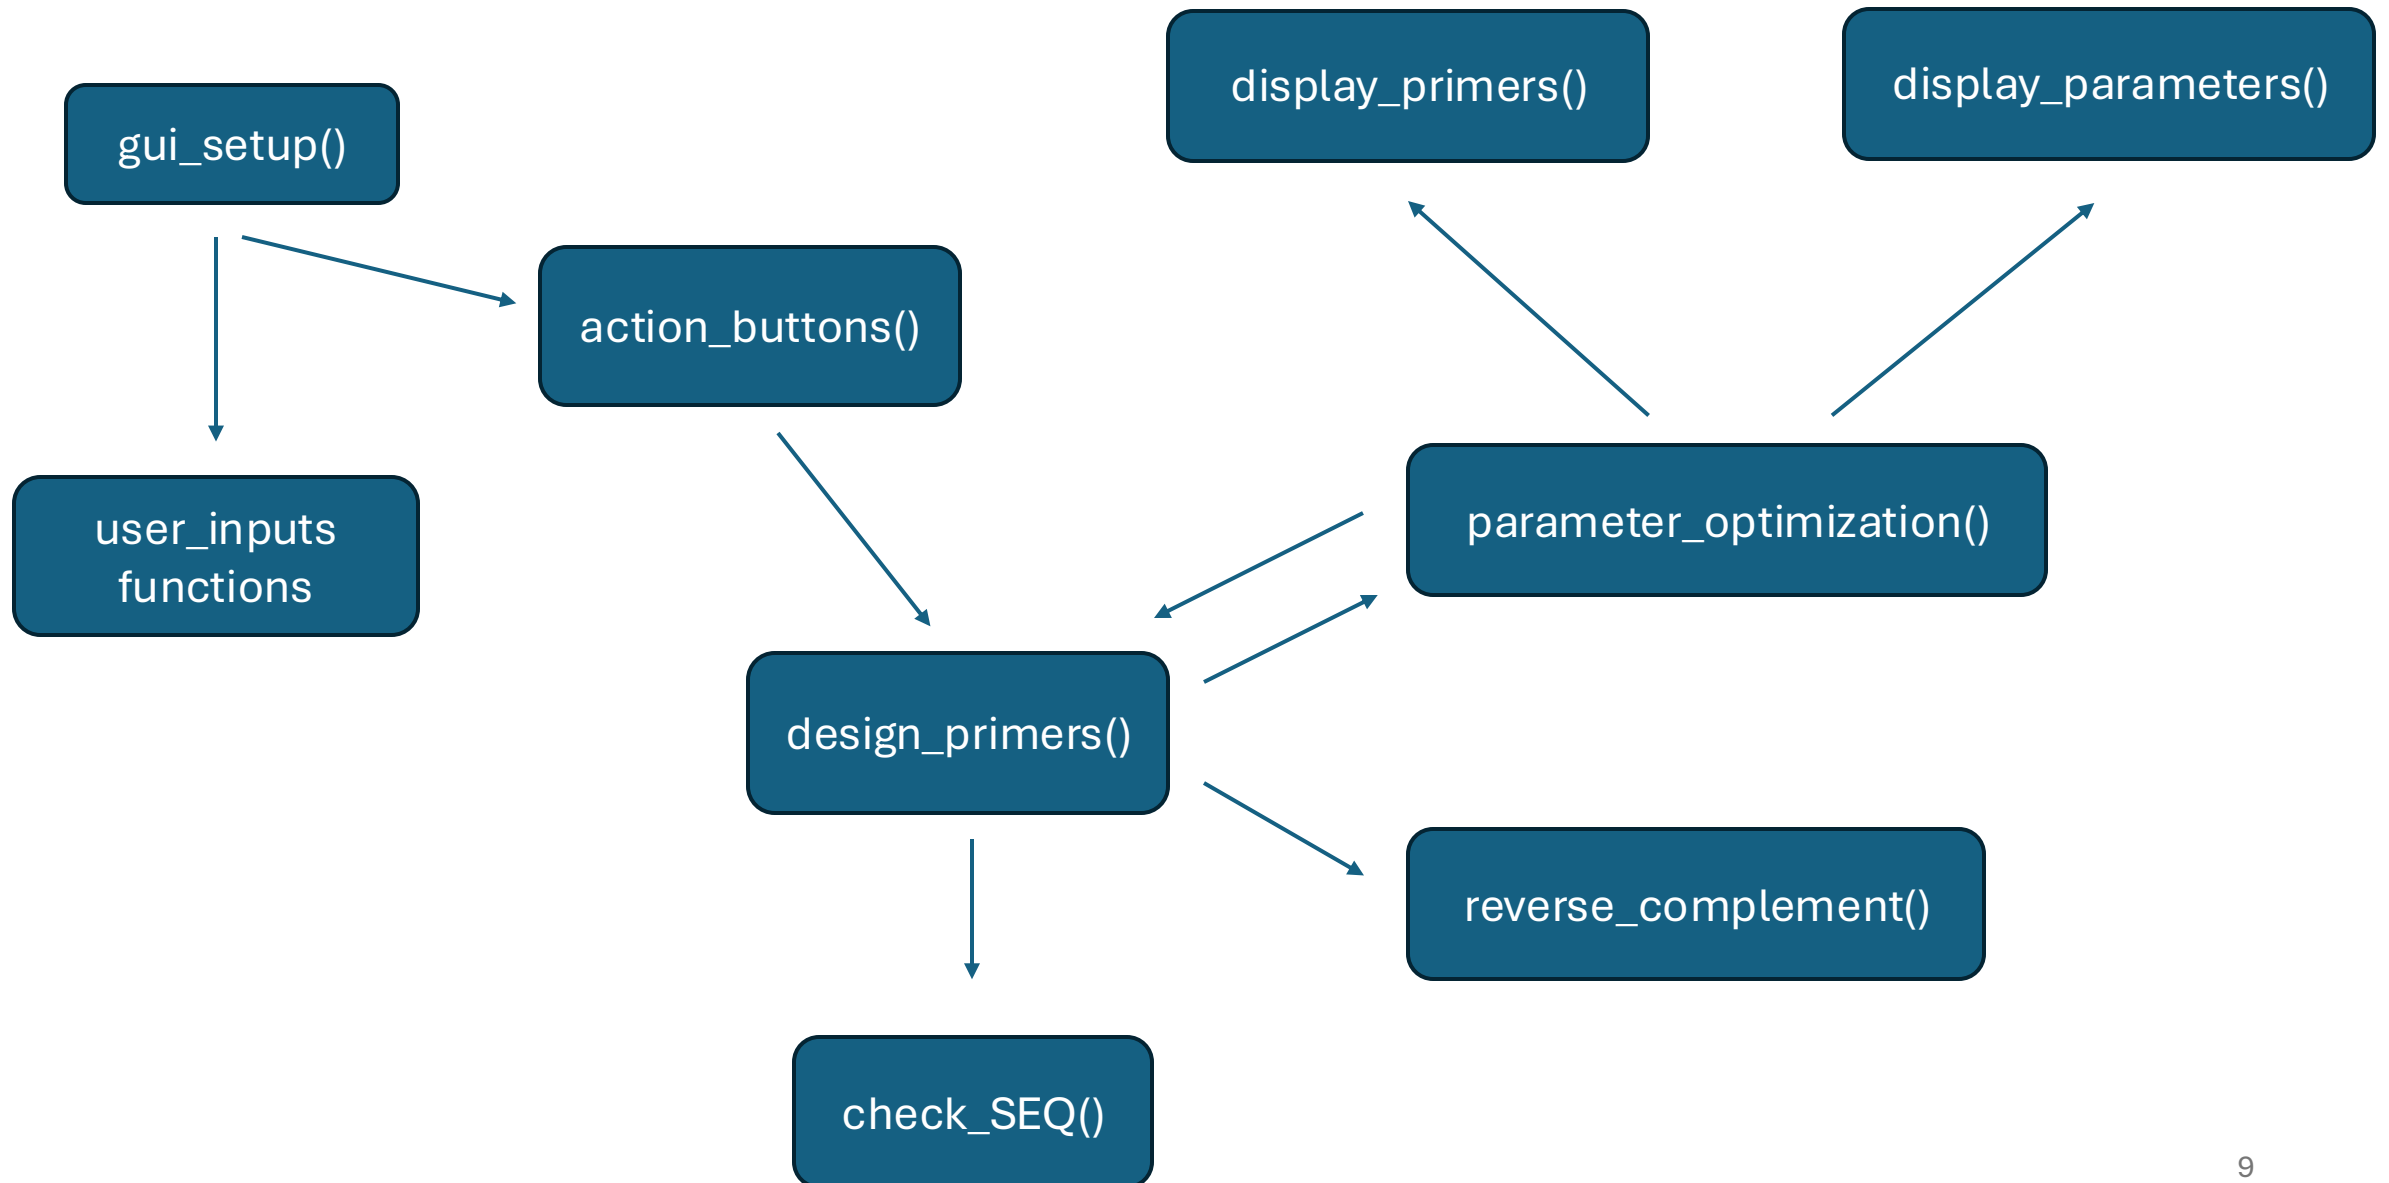 display_primers()
display_parameters()
gui_setup()
action_buttons()
user_inputs
functions
parameter_optimization()
design_primers()
reverse_complement()
check_SEQ()
9